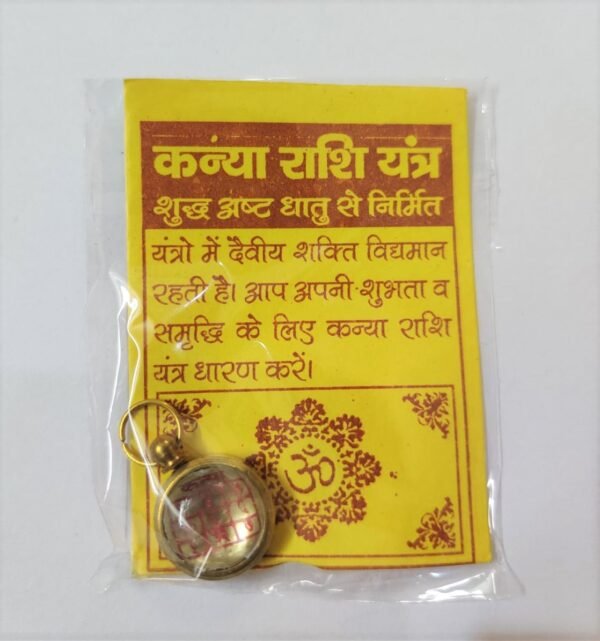 कन्या राशि यंत्र
शुद्ध अष्ट धातु से निर्मित
यंत्रो में दैवीय शक्ति विद्यमान
रहती है। आप अपनी शुभता व
समृद्धि के लिए कन्या राशि
यंत्र धारण करें।
ॐ